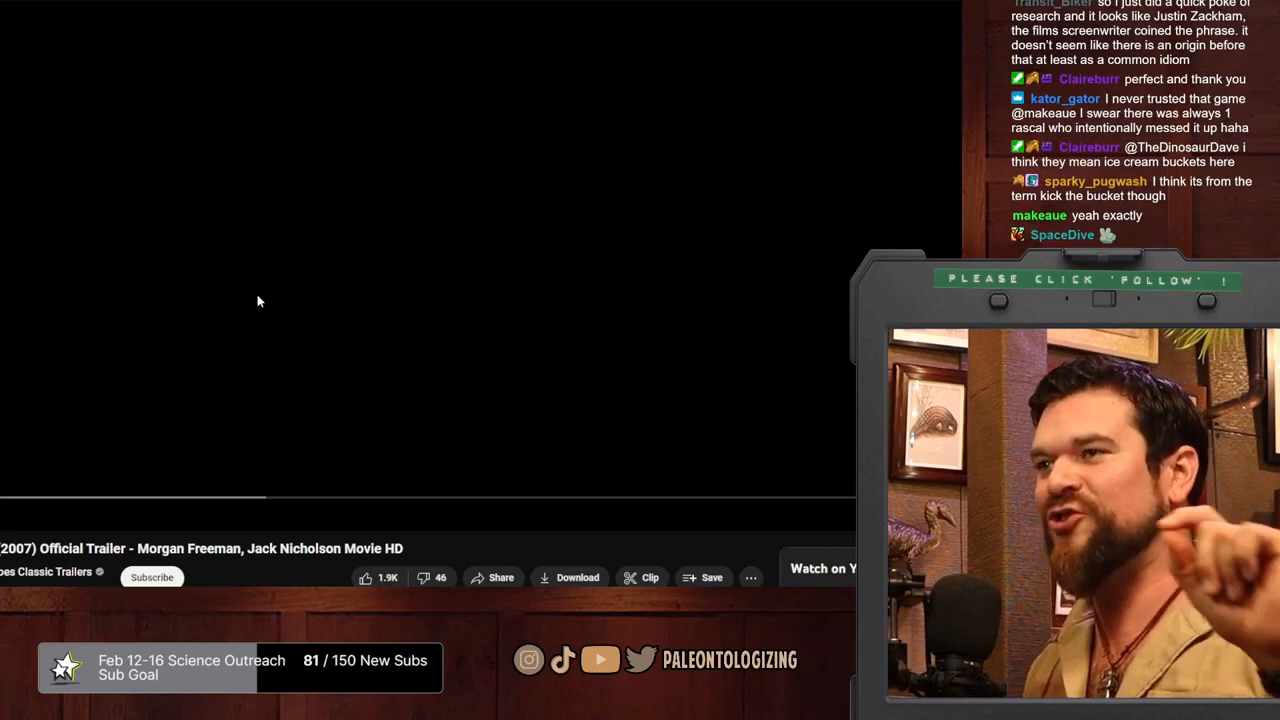 Transit_Biker so I just did a quick poke of
research and it looks like Justin Zackham,
the films screenwriter coined the phrase. it
doesn't seem like there is an origin before
that at least as a common idiom
Claireburr perfect and thank you
kator_gator I never trusted that game
@makeaue I swear there was always 1
rascal who intentionally messed it up haha
Claireburr @TheDinosaurDave i
think they mean ice cream buckets here
sparky_pugwash I think its from the
term kick the bucket though
makeaue yeah exactly
SpaceDive
PLEASE CLICK 'FOLLOW' !
(2007) Official Trailer - Morgan Freeman, Jack Nicholson Movie HD
oes Classic Trailers
Subscribe
1.9K
46
Share
Download
Clip
Save
Watch on Y
Feb 12-16 Science Outreach
Sub Goal
81 / 150 New Subs
PALEONTOLOGIZING